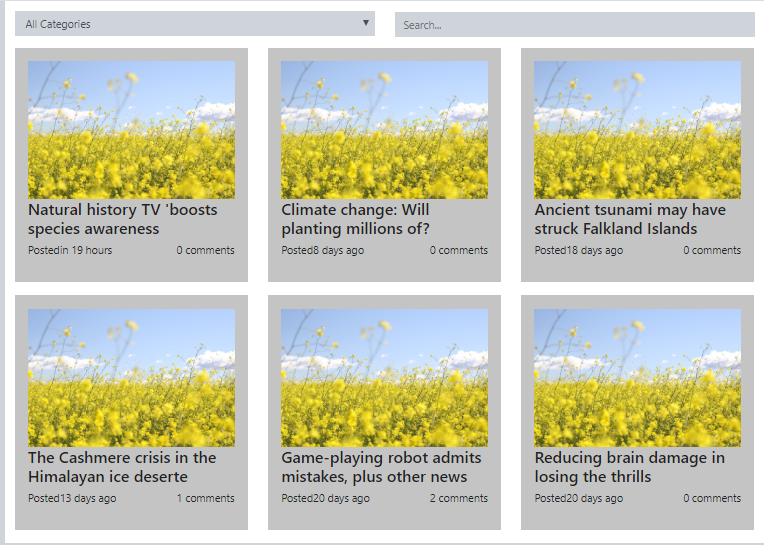 All Categories
Search...
Natural history TV 'boosts
species awareness
Postedin 19 hours
0 comments
Climate change: Will
planting millions of?
Posted8 days ago
0 comments
Ancient tsunami may have
struck Falkland Islands
Posted18 days ago
0 comments
The Cashmere crisis in the
Himalayan ice deserte
Posted13 days ago
1 comments
Game-playing robot admits
mistakes, plus other news
Posted20 days ago
2 comments
Reducing brain damage in
losing the thrills
Posted20 days ago
0 comments